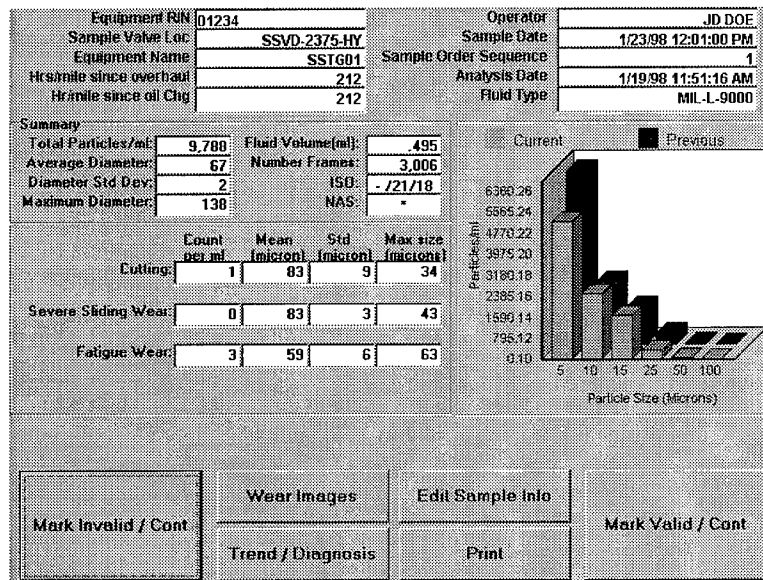 Equipment RIN 01234
Sample Valve Loc SSVD-2375-HY
Equipment Name SSTG01
Hrs/mile since overhaul 212
Hr/mile since oil Chg 212
Operator JD DOE
Sample Date 1/23/98 12:01:00 PM
Sample Order Sequence 1
Analysis Date 1/19/98 11:51:16 AM
Fluid Type MIL-L-9000
Summary
Total Particles/ml: 9,788 Fluid Volume(ml): .495
Average Diameter: 67 Number Frames: 3,006
Diameter Std Dev: 2 ISO: - /21/18
Maximum Diameter: 138 NAS: *
Count Mean Std Max size
per ml (micron) (micron) (microns)
Cutting: 1 83 9 34
Severe Sliding Wear: 0 83 3 43
Fatigue Wear: 3 59 6 63
Current Previous
Particles/ml
6360.26
5565.24
4770.22
3975.20
3180.18
2385.16
1590.14
795.12
0.10
5 10 15 25 50 100
Particle Size (Microns)
Mark Invalid / Cont
Wear Images
Edit Sample Info
Trend / Diagnosis
Print
Mark Valid / Cont